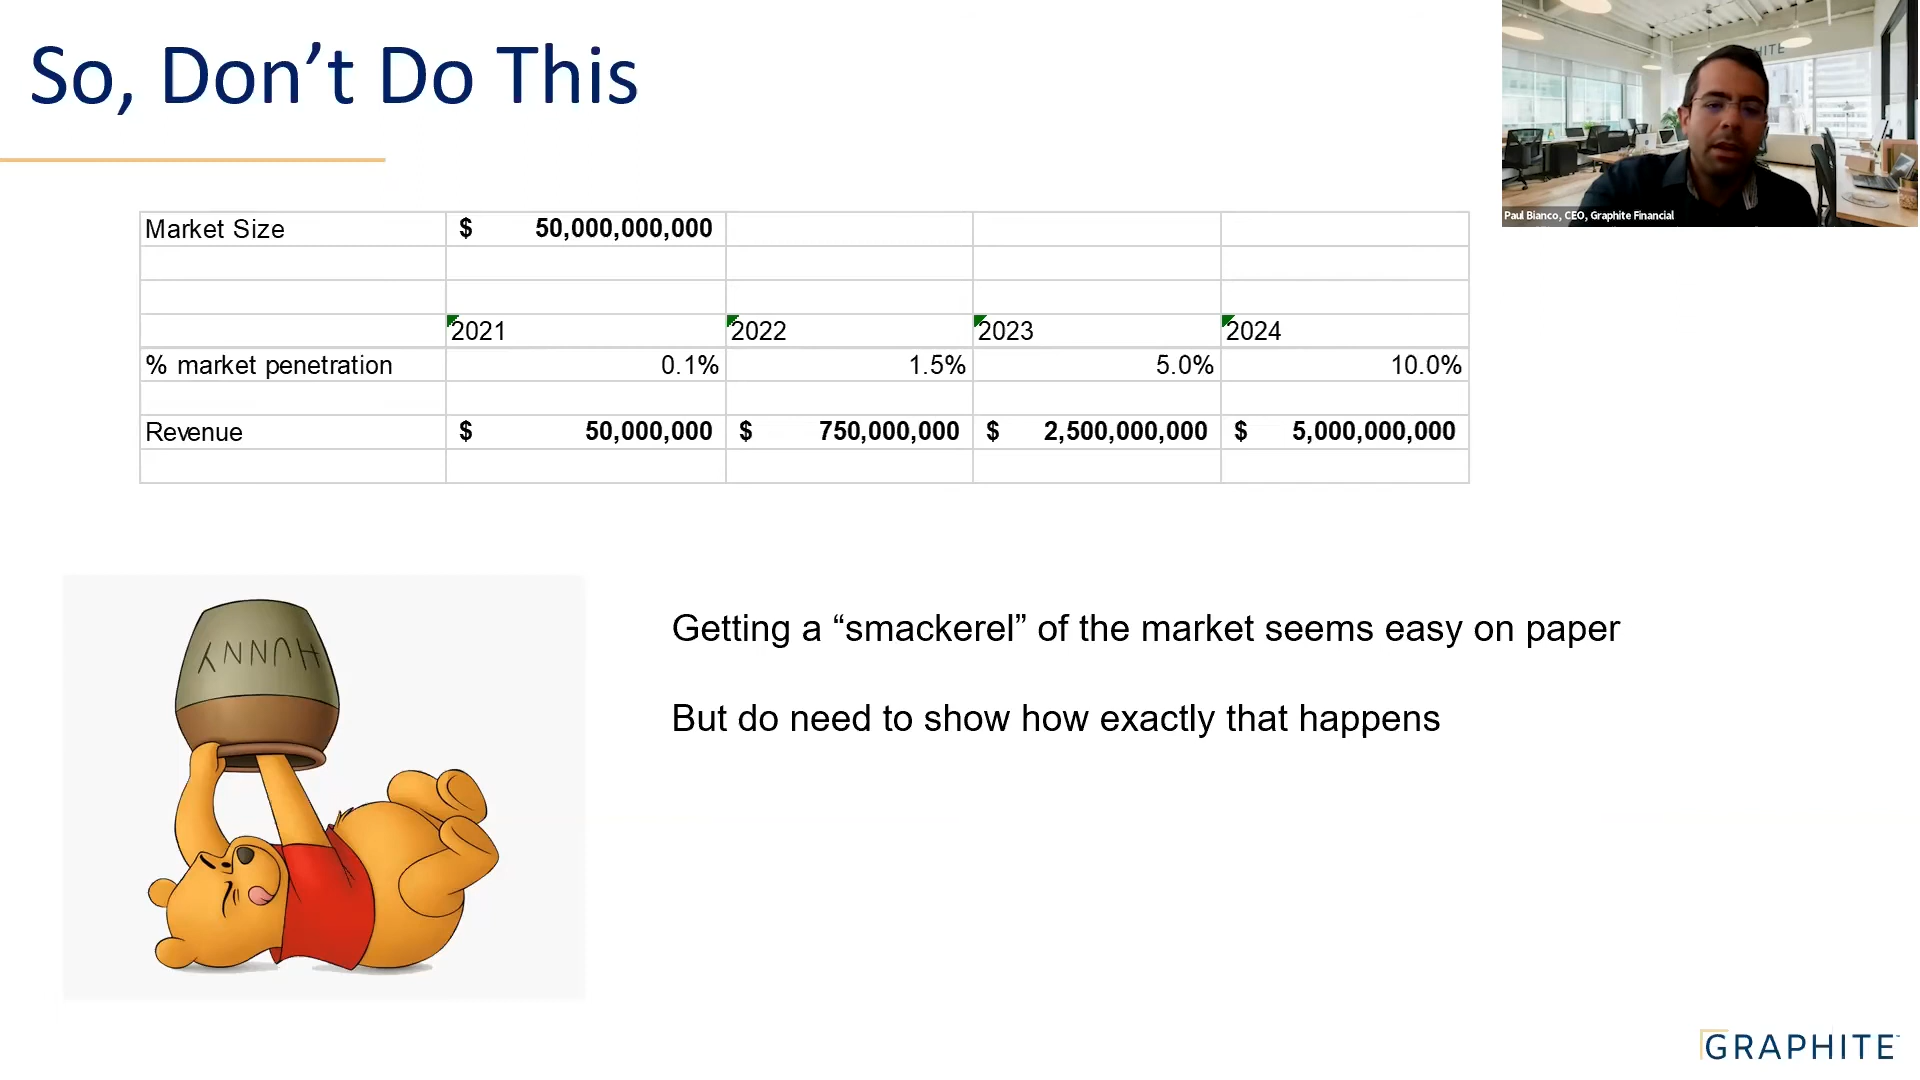 So, Don’t Do This
GRAPHITE
Paul Bianco, CEO, Graphite Financial
Market Size $ 50,000,000,000
2021 2022 2023 2024
% market penetration 0.1% 1.5% 5.0% 10.0%
Revenue $ 50,000,000 $ 750,000,000 $ 2,500,000,000 $ 5,000,000,000
HUNNY
Getting a “smackerel” of the market seems easy on paper
But do need to show how exactly that happens
GRAPHITE